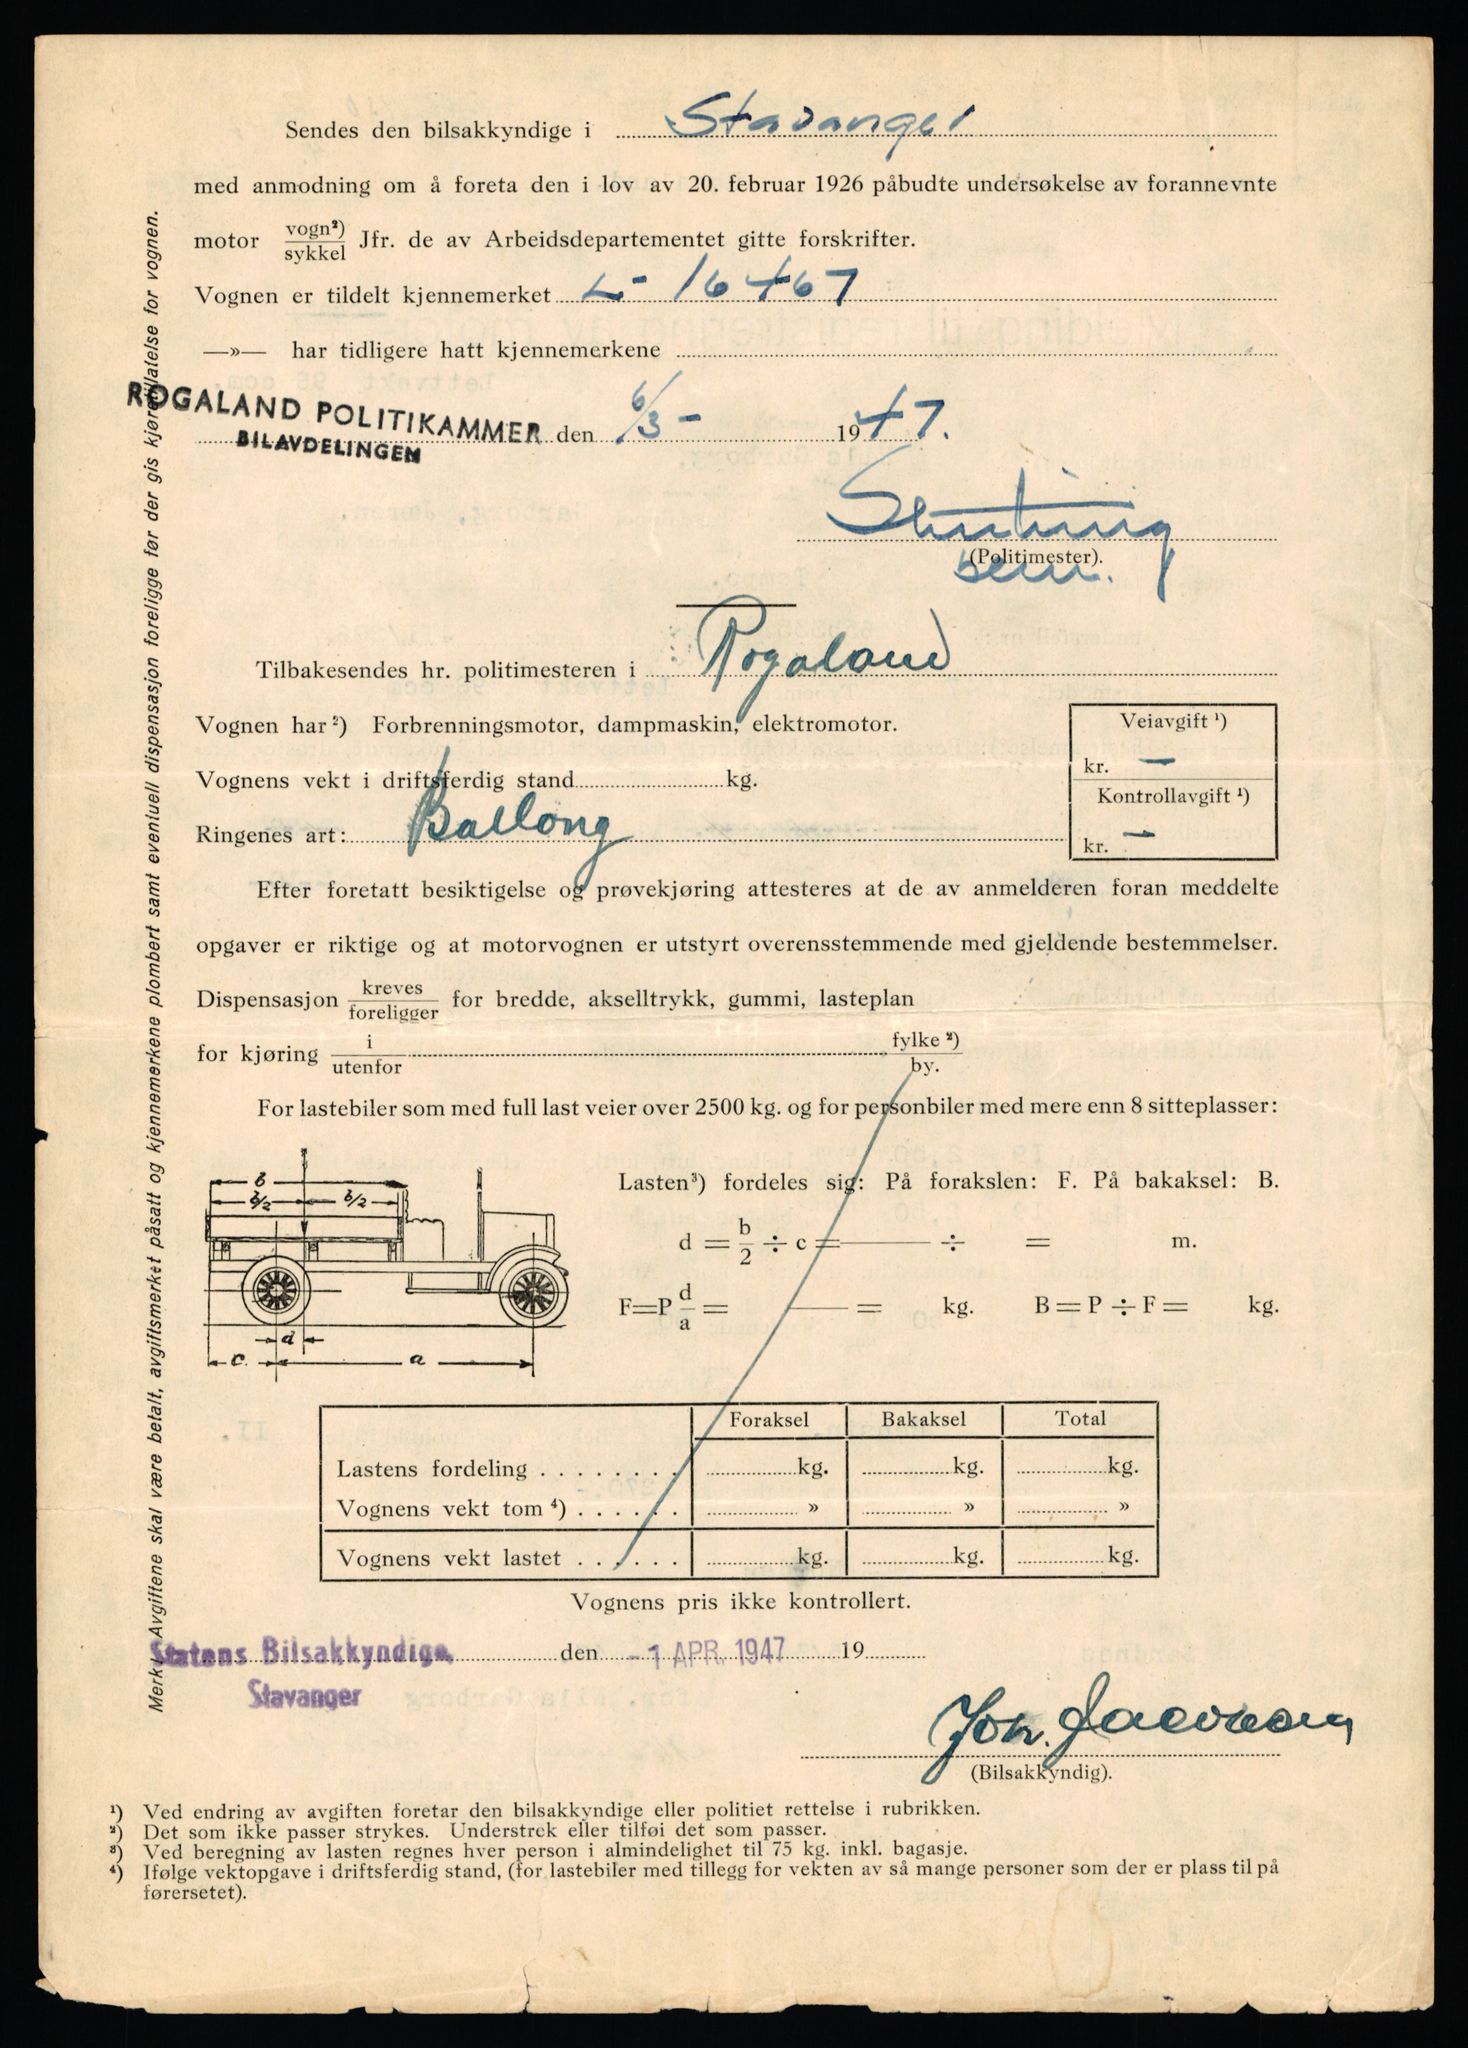 Sendes den bilsakkyndige i Stavanger
med anmodning om å foreta den i lov av 20. februar 1926 påbudte undersøkelse av forannevnte
motor vogn²)/sykkel Jfr. de av Arbeidsdepartementet gitte forskrifter.
Vognen er tildelt kjennemerket L- 16467
—»— har tidligere hatt kjennemerkene
ROGALAND POLITIKAMMER
BILAVDELINGEN
den 6/3- 1947.
(Politimester).
Tilbakesendes hr. politimesteren i Rogaland
Vognen har ²) Forbrenningsmotor, dampmaskin, elektromotor.
Veiavgift ¹)
kr. —
Vognens vekt i driftsferdig stand kg.
Kontrollavgift ¹)
kr. —
Ringenes art: Ballong
Efter foretatt besiktigelse og prøvekjøring attesteres at de av anmelderen foran meddelte
opgaver er riktige og at motorvognen er utstyrt overensstemmende med gjeldende bestemmelser.
Dispensasjon kreves/foreligger for bredde, akselltrykk, gummi, lasteplan
for kjøring i/utenfor fylke ²)/by.
For lastebiler som med full last veier over 2500 kg. og for personbiler med mere enn 8 sitteplasser:
b
b/2 b/2
d
c. a
Lasten³) fordeles sig: På forakslen: F. På bakaksel: B.
d = b/2 ÷ c = ——— ÷ = m.
F=P d/a = —— = kg. B = P ÷ F = kg.
Foraksel Bakaksel Total
Lastens fordeling . . . . . . . . kg. kg. kg.
Vognens vekt tom ⁴) . . . . . . » » »
Vognens vekt lastet . . . . . . kg. kg. kg.
Vognens pris ikke kontrollert.
Statens Bilsakkyndige
Stavanger
den -1 APR. 1947 19
Joh. Jacobsen
(Bilsakkyndig).
¹) Ved endring av avgiften foretar den bilsakkyndige eller politiet rettelse i rubrikken.
²) Det som ikke passer strykes. Understrek eller tilføi det som passer.
³) Ved beregning av lasten regnes hver person i almindelighet til 75 kg. inkl. bagasje.
⁴) Ifølge vektopgave i driftsferdig stand, (for lastebiler med tillegg for vekten av så mange personer som der er plass til på
førersetet).
Merk: Avgiftene skal være betalt, avgiftsmerket påsatt og kjennemerkene plombert samt eventuell dispensasjon foreligge før der gis kjøretillatelse for vognen.